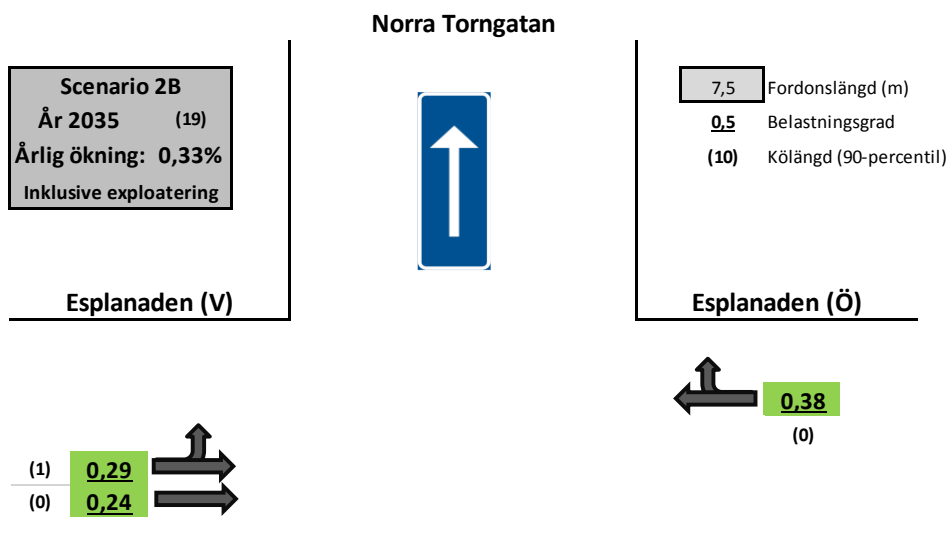 Norra Torngatan
Scenario 2B
År 2035 (19)
Årlig ökning: 0,33%
Inklusive exploatering
7,5 Fordonslängd (m)
0,5 Belastningsgrad
(10) Kölängd (90-percentil)
Esplanaden (V)
Esplanaden (Ö)
0,38
(0)
(1) 0,29
(0) 0,24